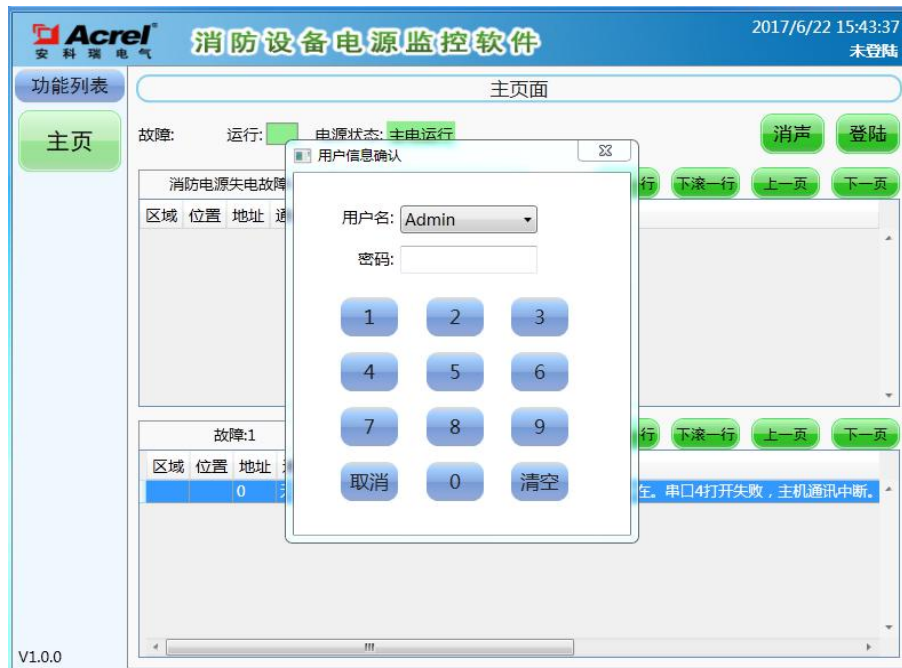 Acrel
安科瑞电气
消防设备电源监控软件
2017/6/22 15:43:37
未登陆
功能列表
主页面
主页
故障: 运行: 电源状态: 主电运行
消声 登陆
用户信息确认
消防电源失电故障
行 下滚一行 上一页 下一页
区域 位置 地址
用户名: Admin
密码:
1 2 3
4 5 6
7 8 9
取消 0 清空
故障:1
行 下滚一行 上一页 下一页
区域 位置 地址
0
在。串口4打开失败，主机通讯中断。
V1.0.0